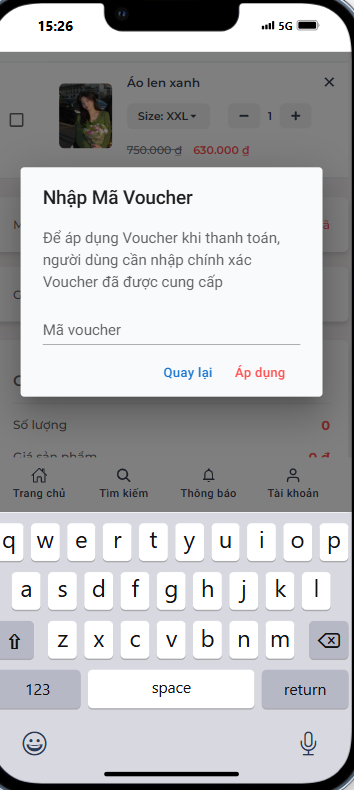 15:26
5G
Áo len xanh
Size: XXL
1
750.000 ₫ 630.000 ₫
Nhập Mã Voucher
Để áp dụng Voucher khi thanh toán,
người dùng cần nhập chính xác
Voucher đã được cung cấp
Mã voucher
Quay lại Áp dụng
Số lượng 0
Giá sản phẩm 0 ₫
Trang chủ Tìm kiếm Thông báo Tài khoản
q w e r t y u i o p
a s d f g h j k l
z x c v b n m
123 space return